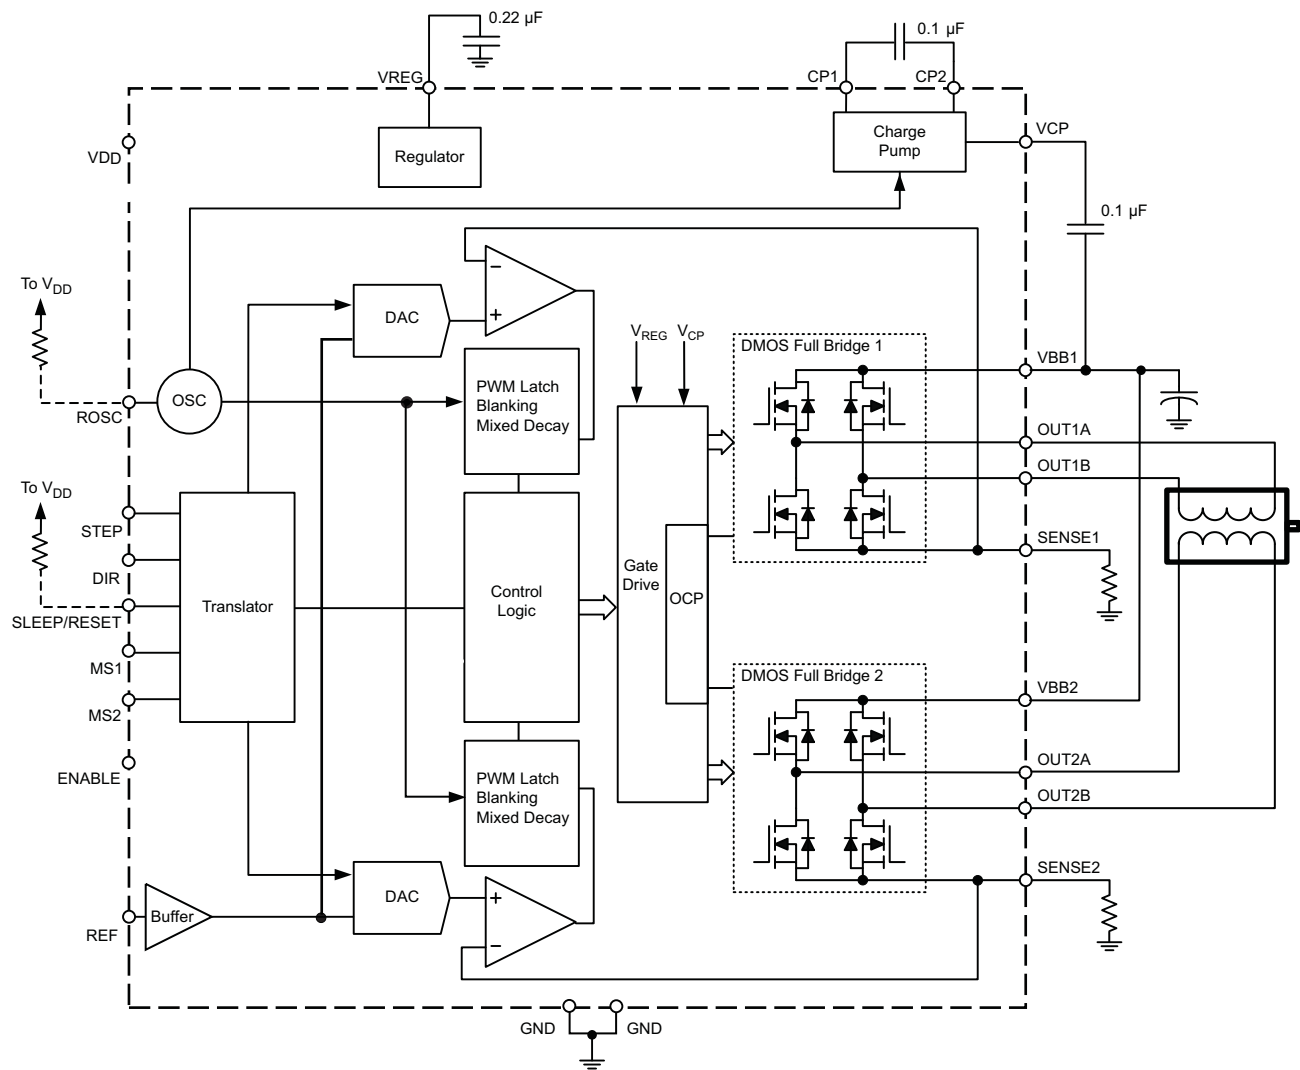 0.22 µF
0.1 µF
VREG
CP1
CP2
Charge
Pump
VCP
VDD
Regulator
0.1 µF
To VDD
DAC
−
+
VREG
VCP
DMOS Full Bridge 1
VBB1
PWM Latch
Blanking
Mixed Decay
OSC
ROSC
OUT1A
OUT1B
To VDD
STEP
DIR
SLEEP/RESET
MS1
MS2
ENABLE
Translator
Control
Logic
Gate
Drive
OCP
SENSE1
DMOS Full Bridge 2
VBB2
OUT2A
OUT2B
PWM Latch
Blanking
Mixed Decay
SENSE2
DAC
+
−
Buffer
REF
GND
GND